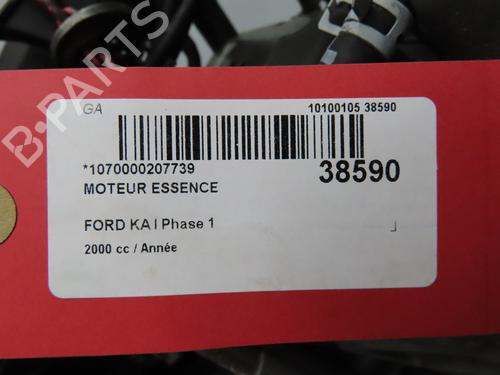 GA
10100105 38590
*1070000207739
38590
MOTEUR ESSENCE
FORD KA I Phase 1
2000 cc / Année
B-PARTS